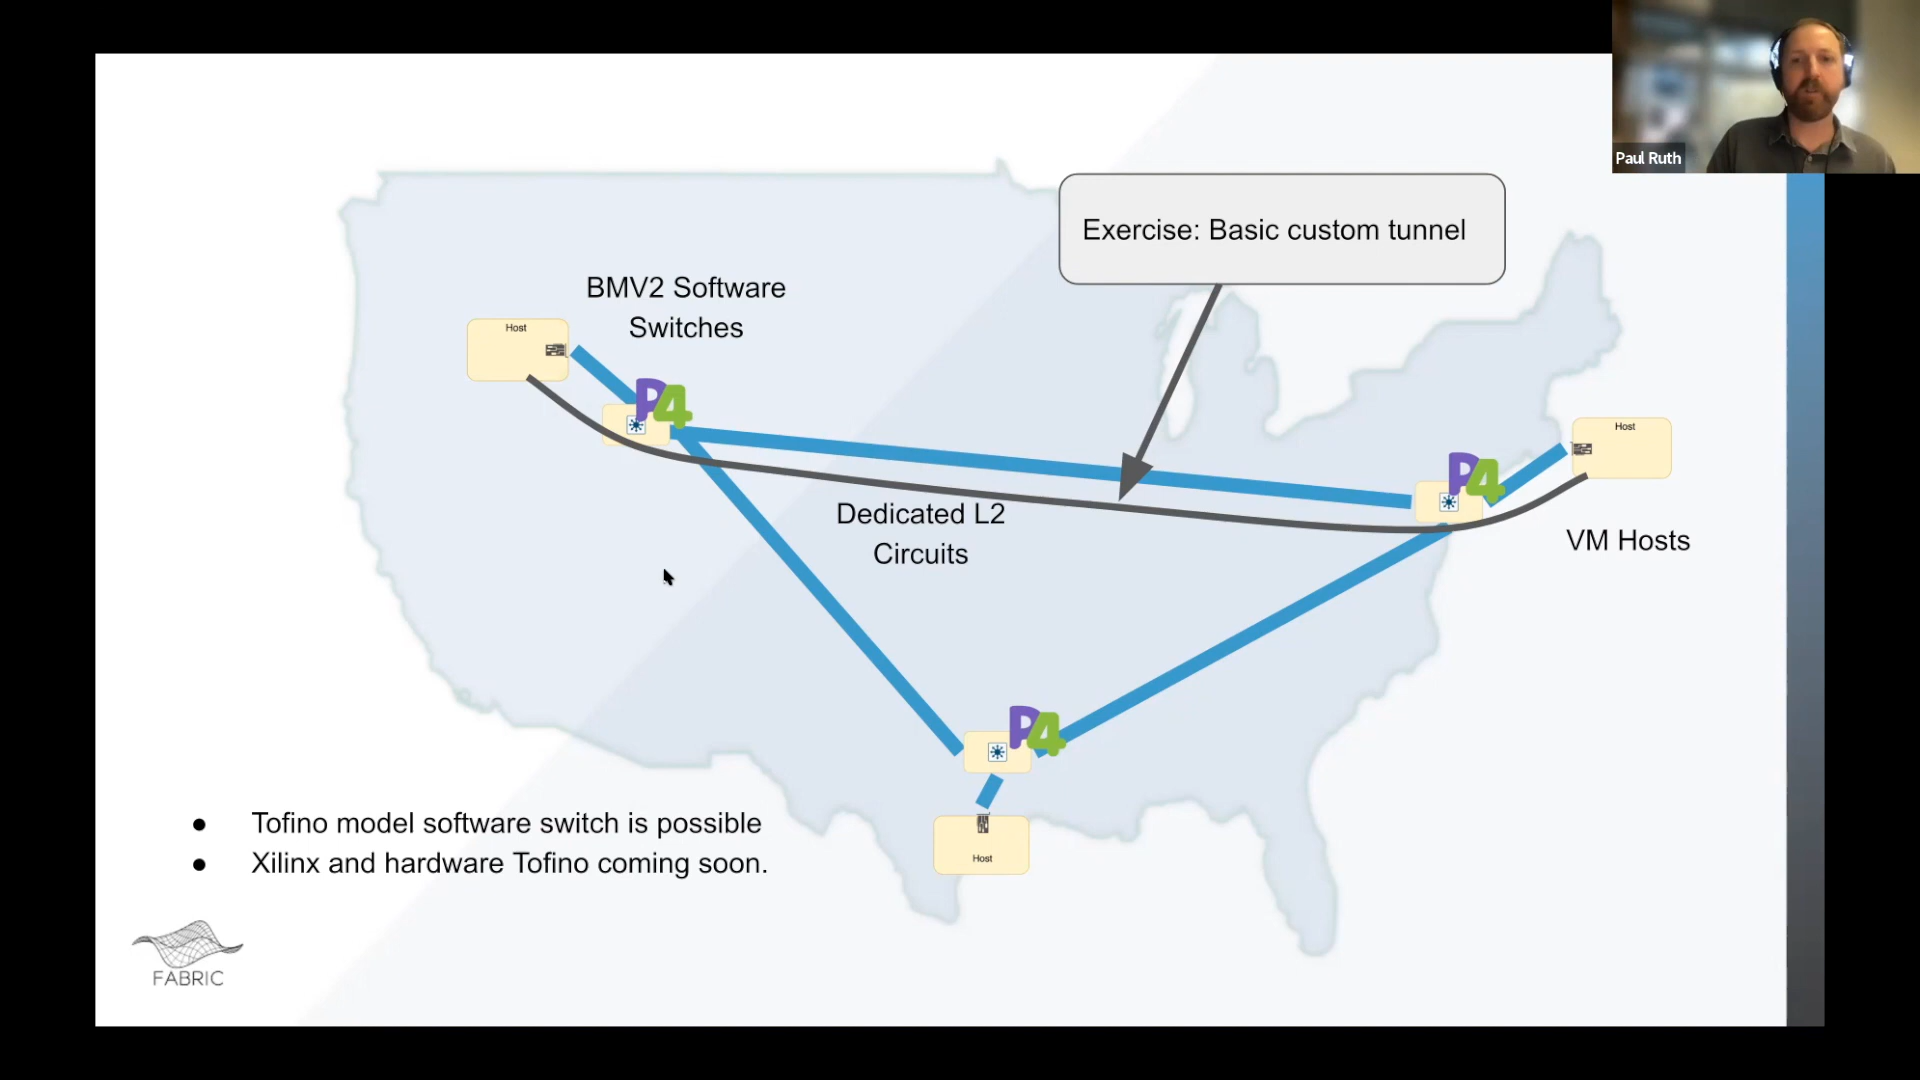 Paul Ruth
Exercise: Basic custom tunnel
BMV2 Software
Switches
Host
P4
Host
P4
Dedicated L2
Circuits
VM Hosts
P4
Host
● Tofino model software switch is possible
● Xilinx and hardware Tofino coming soon.
FABRIC